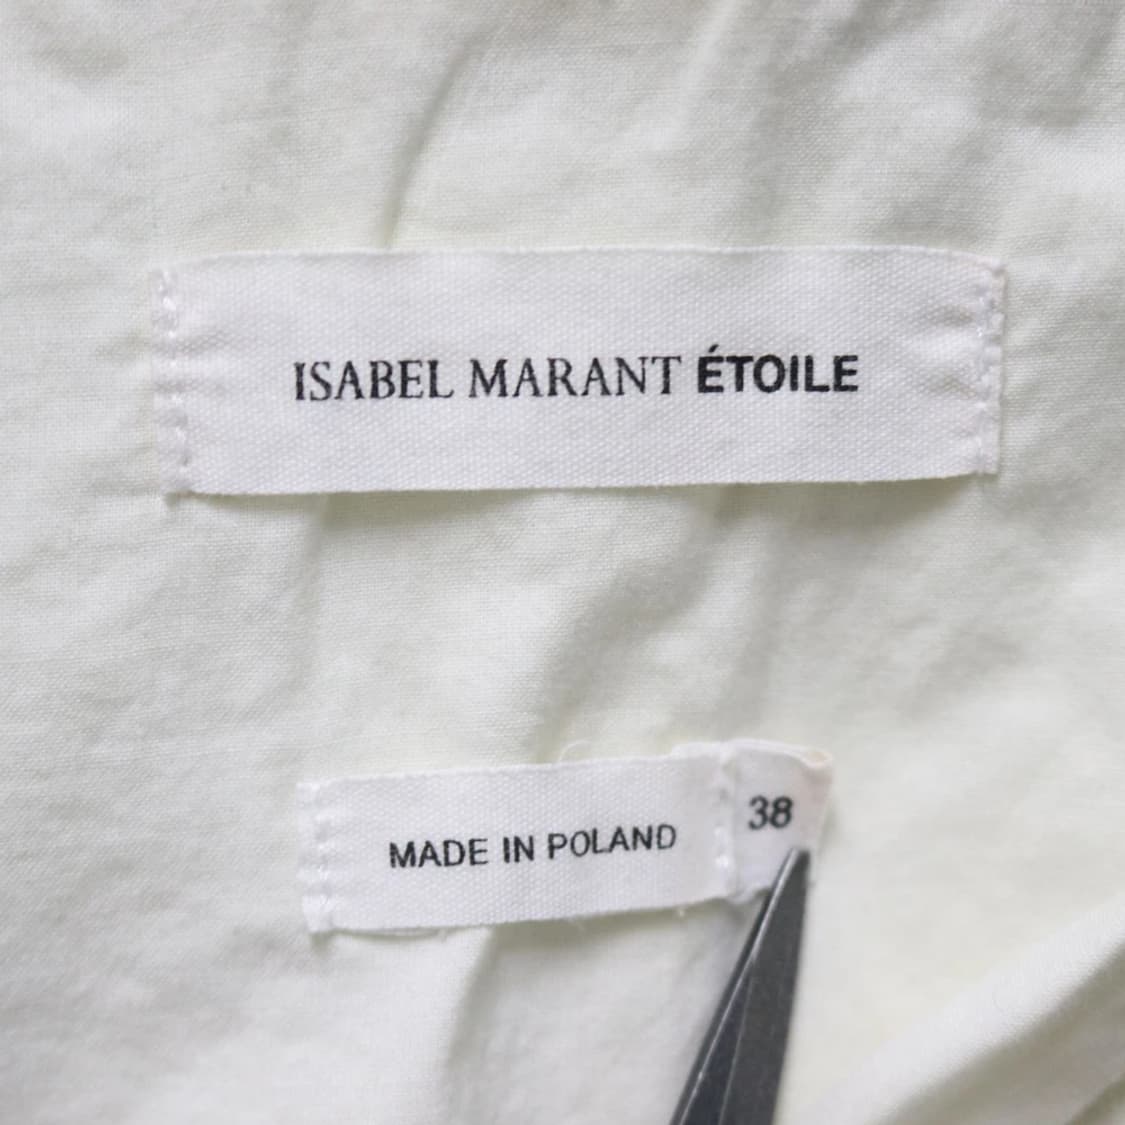 ISABEL MARANT ÉTOILE
MADE IN POLAND 38